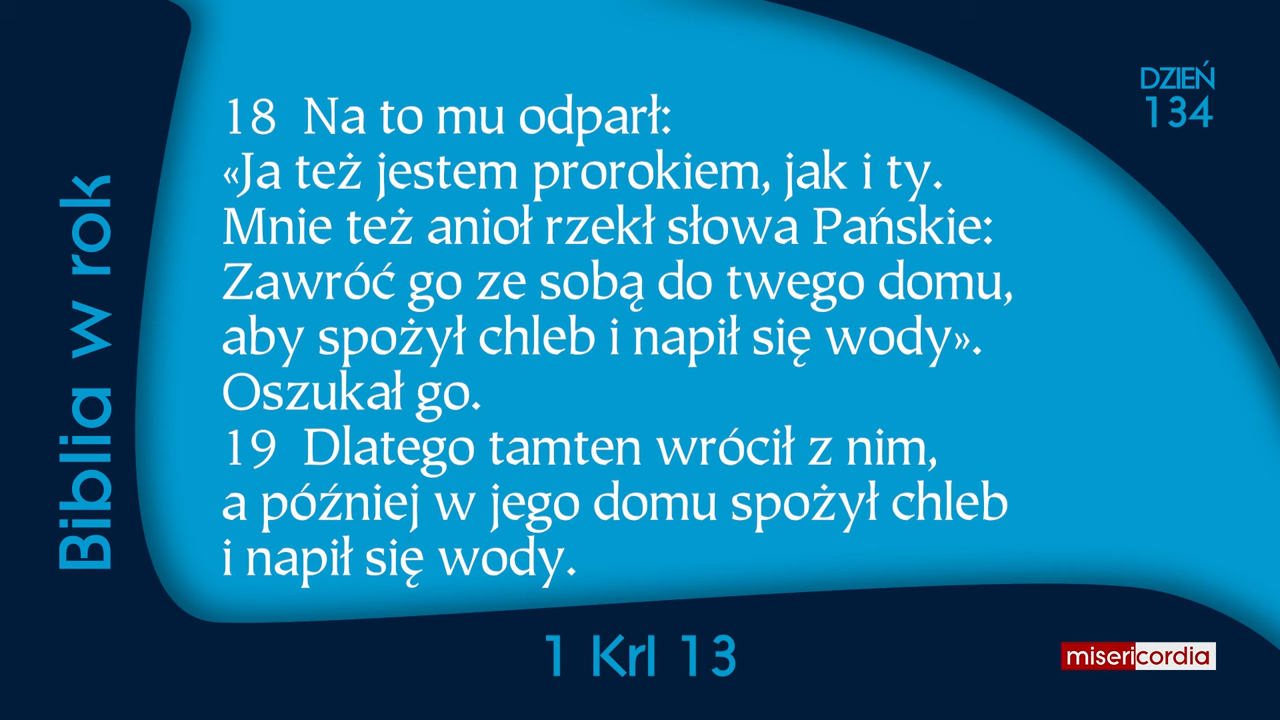 Biblia w rok
DZIEŃ
134
18 Na to mu odparł:
«Ja też jestem prorokiem, jak i ty.
Mnie też anioł rzekł słowa Pańskie:
Zawróć go ze sobą do twego domu,
aby spożył chleb i napił się wody».
Oszukał go.
19 Dlatego tamten wrócił z nim,
a później w jego domu spożył chleb
i napił się wody.
1 Krl 13
misericordia